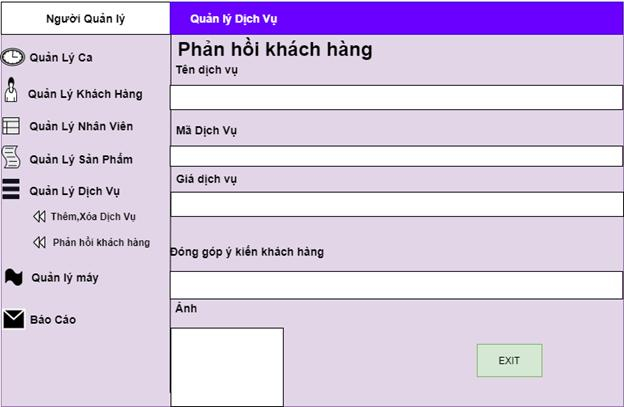 Người Quản lý
Quản lý Dịch Vụ
Quản Lý Ca
Quản Lý Khách Hàng
Quản Lý Nhân Viên
Quản Lý Sản Phẩm
Quản Lý Dịch Vụ
Thêm,Xóa Dịch Vụ
Phản hồi khách hàng
Quản lý máy
Báo Cáo
Phản hồi khách hàng
Tên dịch vụ
Mã Dịch Vụ
Giá dịch vụ
Đóng góp ý kiến khách hàng
Ảnh
EXIT